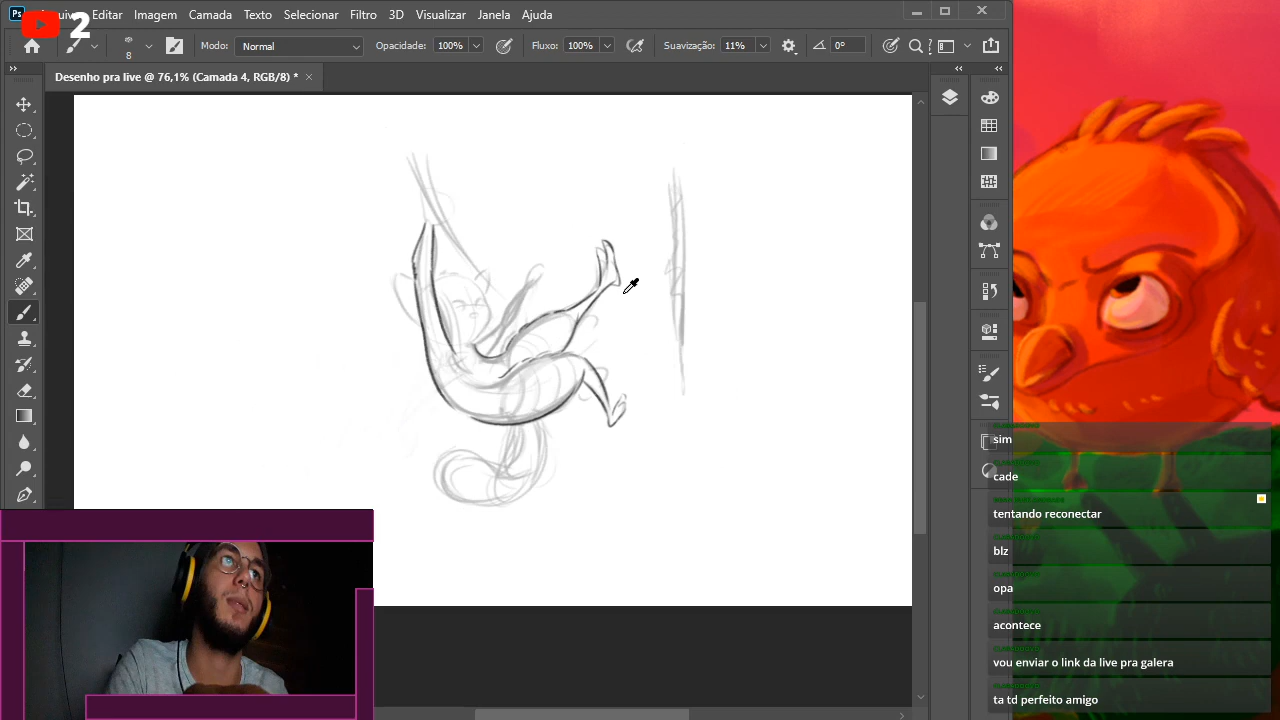 Ps Editar Imagem Camada Texto Selecionar Filtro 3D Visualizar Janela Ajuda
2
8 Modo: Normal Opacidade: 100% Fluxo: 100% Suavização: 11% 0°
Desenho pra live @ 76,1% (Camada 4, RGB/8) *
sim
cade
tentando reconectar
blz
opa
acontece
vou enviar o link da live pra galera
ta td perfeito amigo